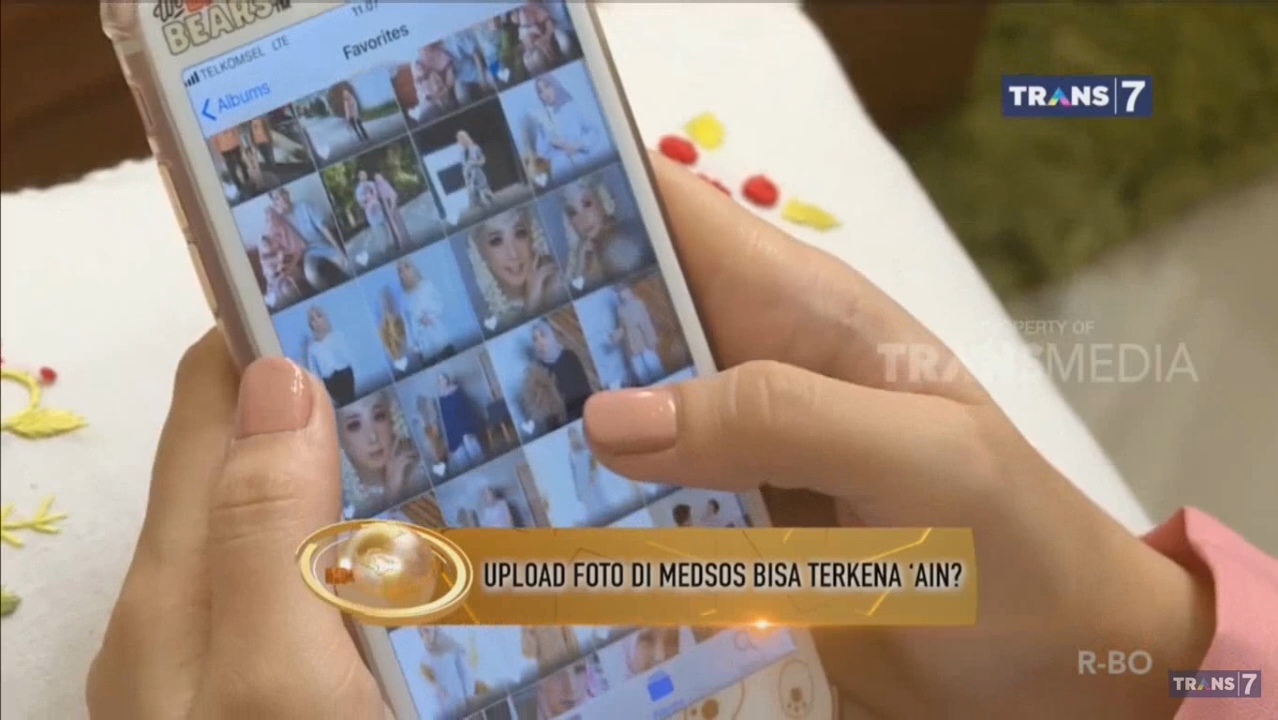 BEARS
11.07
TELKOMSEL LTE
Favorites
Albums
TRANS|7
PERTY OF
TRANSMEDIA
UPLOAD FOTO DI MEDSOS BISA TERKENA 'AIN?
R-BO
TRANS|7